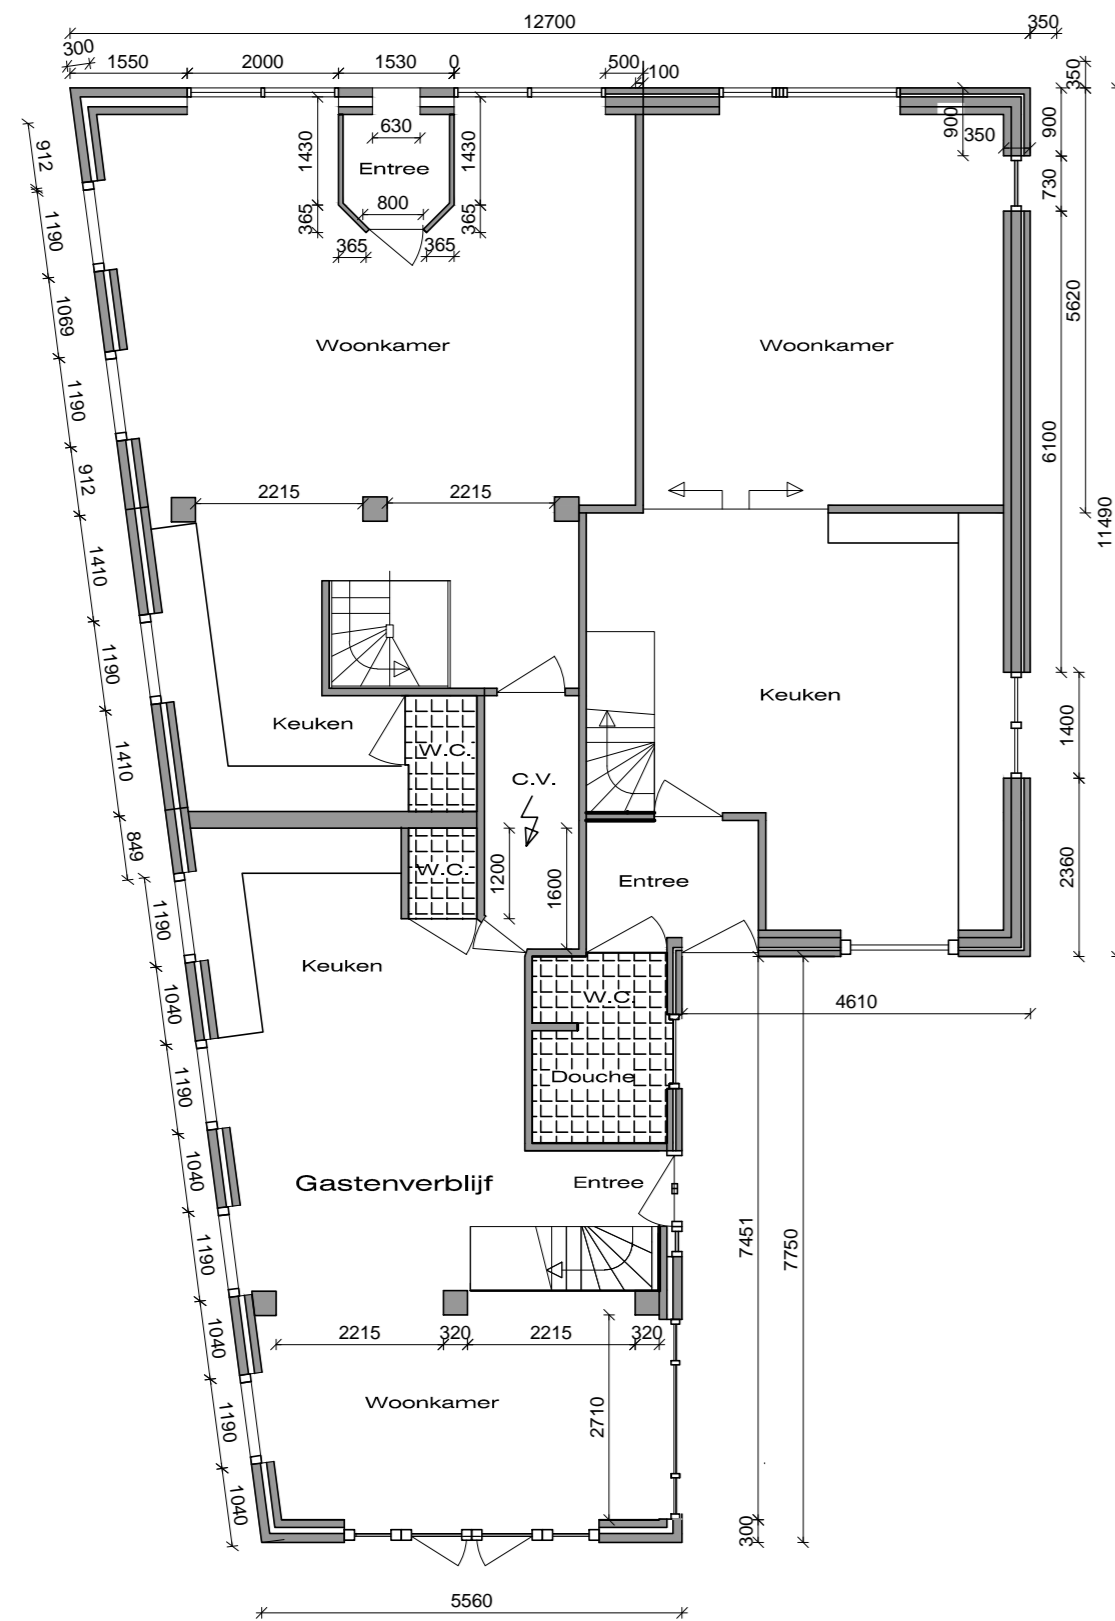 12700 350
300
1550 2000 1530 0 500
100
350
1430 630 1430 900 350 900
912 Entree
730
1190 365 800 365
365 365
1069 5620
Woonkamer Woonkamer
1190
6100
912 2215 2215
11490
1410
1190
Keuken Keuken
W.C. 1400
1410 C.V.
849 W.C. 1200 1600 Entree 2360
1190
Keuken
W.C.
1040 4610
1190 Douche
1040 Gastenverblijf Entree
7451 7750
1190
1040 2215 320 2215 320
Woonkamer 2710
1190
1040 300
5560